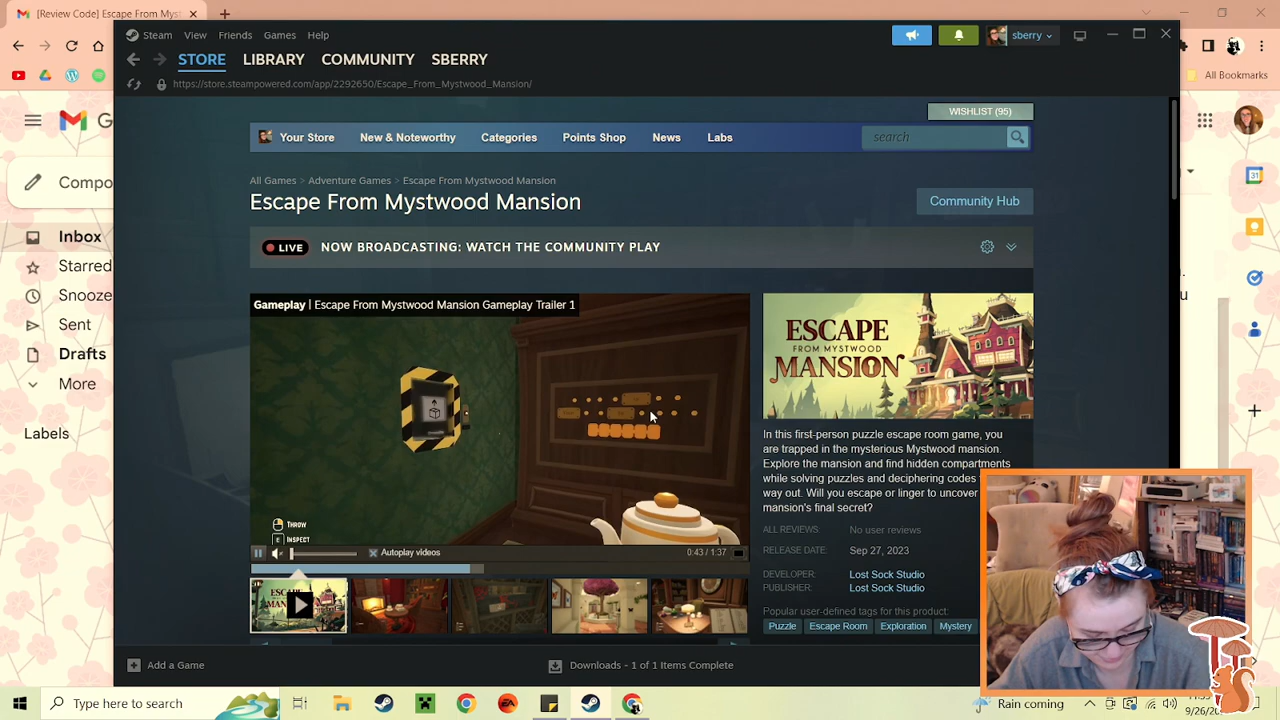 [Review Code] My
Steam View Friends Games Help
sberry
STORE LIBRARY COMMUNITY SBERRY
https://store.steampowered.com/app/2292650/Escape_From_Mystwood_Mansion/
All Bookmarks
WISHLIST (95)
Your Store New & Noteworthy Categories Points Shop News Labs search
Compo
Inbox
Starred
Snooze
Sent
Drafts
More
Labels
All Games > Adventure Games > Escape From Mystwood Mansion
Escape From Mystwood Mansion
Community Hub
LIVE NOW BROADCASTING: WATCH THE COMMUNITY PLAY
Gameplay | Escape From Mystwood Mansion Gameplay Trailer 1
THROW
E INSPECT
Autoplay videos
0:43 / 1:37
ESCAPE
FROM MYSTWOOD
MANSION
In this first-person puzzle escape room game, you
are trapped in the mysterious Mystwood mansion.
Explore the mansion and find hidden compartments
while solving puzzles and deciphering codes
way out. Will you escape or linger to uncover
mansion's final secret?
ALL REVIEWS: No user reviews
RELEASE DATE: Sep 27, 2023
DEVELOPER: Lost Sock Studio
PUBLISHER: Lost Sock Studio
Popular user-defined tags for this product:
Puzzle Escape Room Exploration Mystery
Add a Game
Downloads - 1 of 1 Items Complete
Type here to search
Rain coming
9/26/20